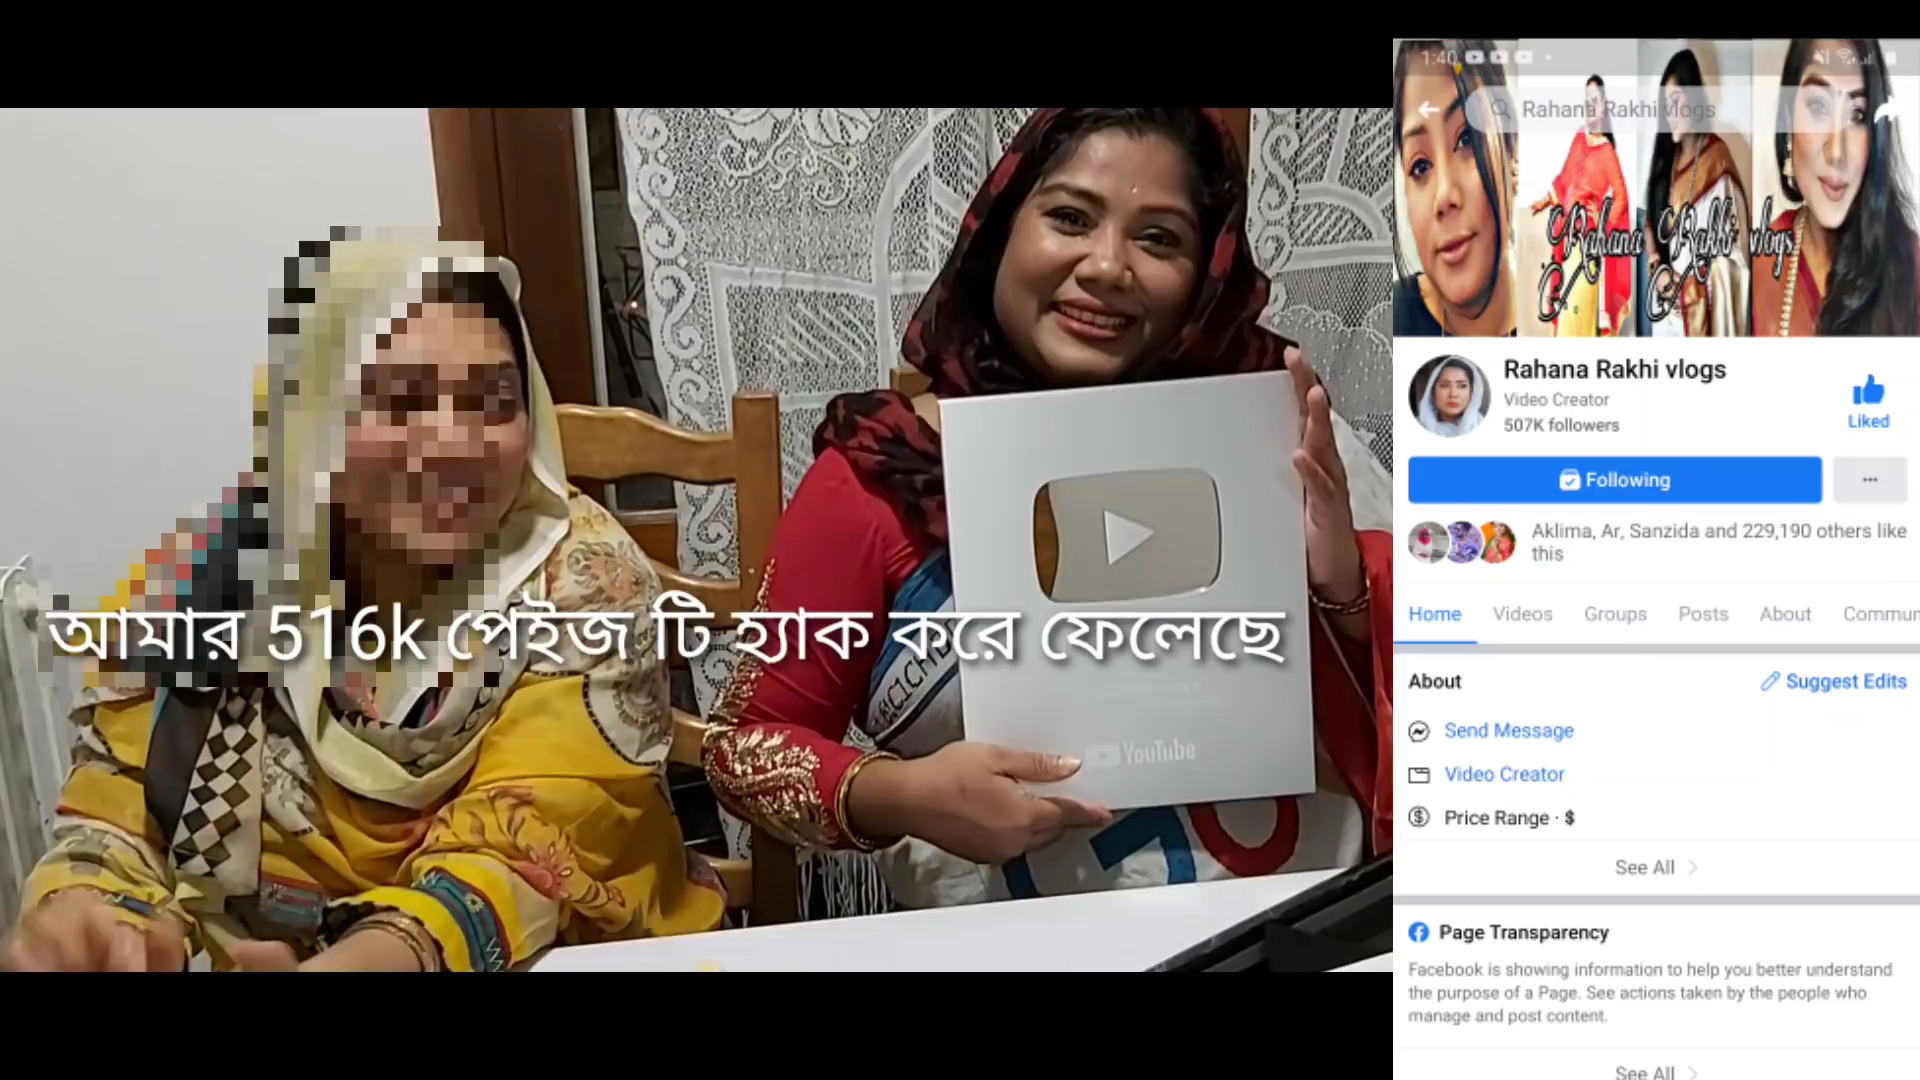 আমার 516k পেইজ টি হ্যাক করে ফেলেছে
YouTube
1:40
Rahana Rakhi vlogs
Rahana Rakhi vlogs
Rahana Rakhi vlogs
Video Creator
507K followers
Liked
Following
Aklima, Ar, Sanzida and 229,190 others like
this
Home Videos Groups Posts About Commun
About
Suggest Edits
Send Message
Video Creator
Price Range · $
See All
Page Transparency
Facebook is showing information to help you better understand
the purpose of a Page. See actions taken by the people who
manage and post content.
See All